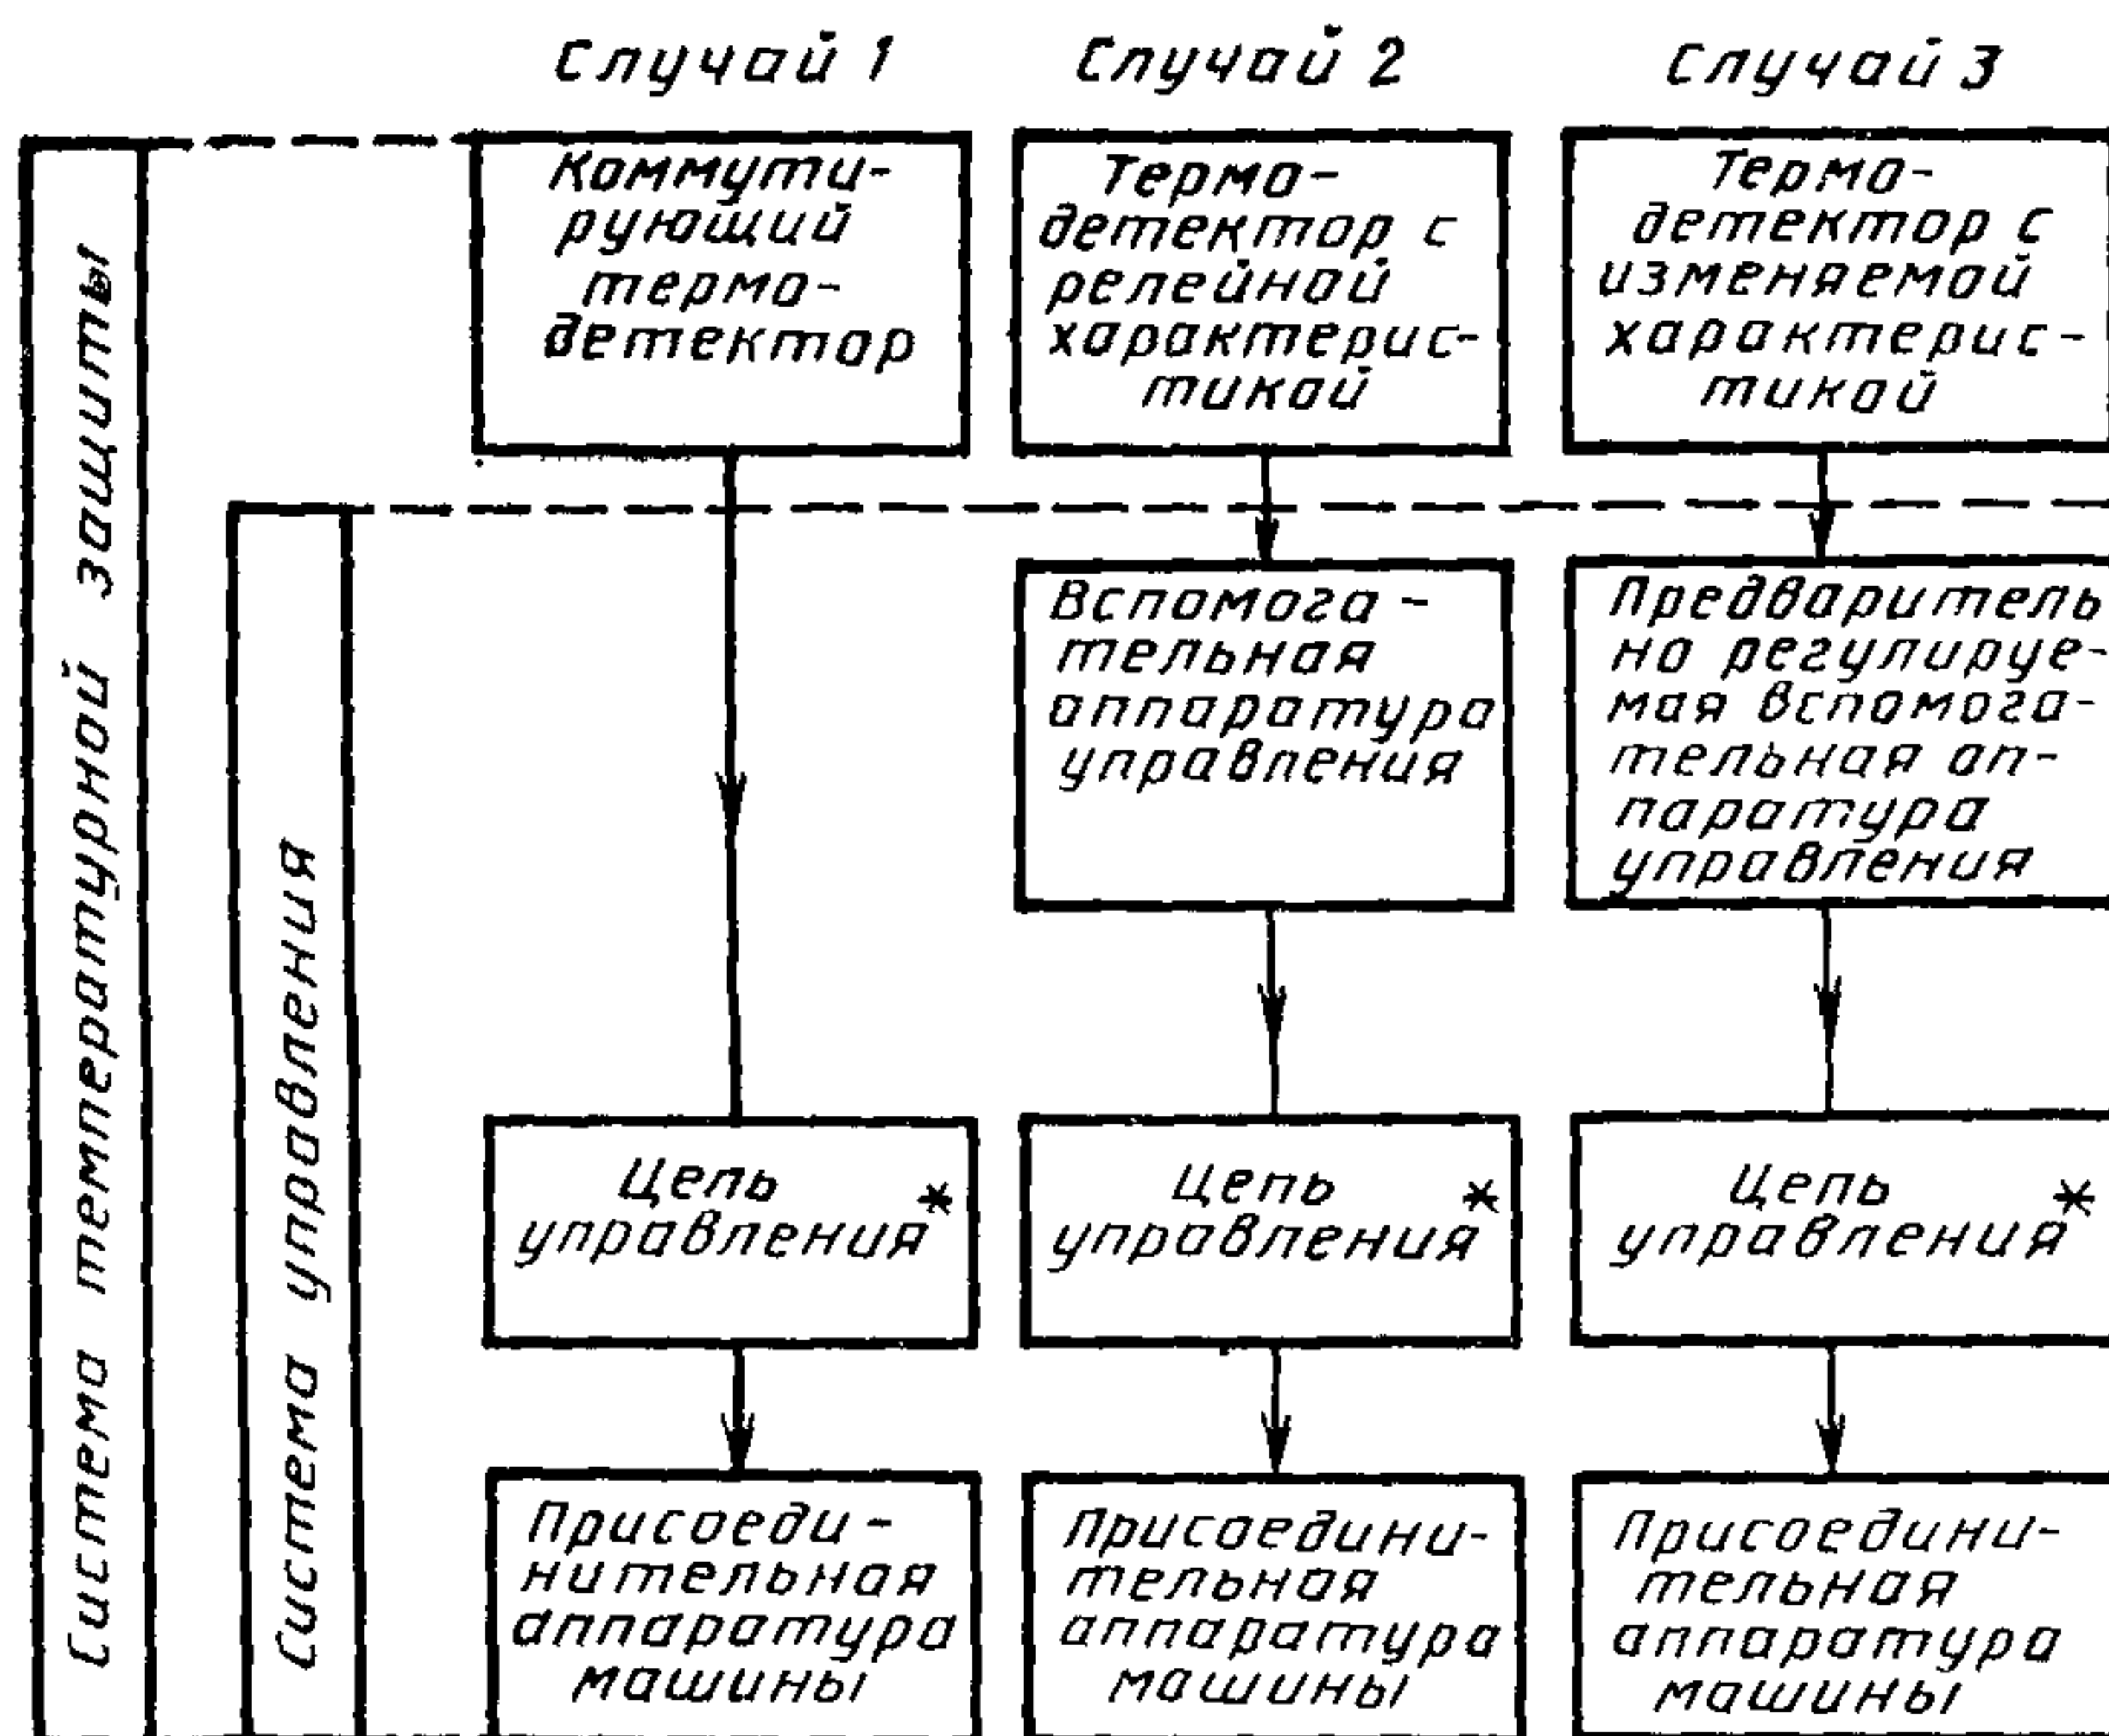 Случай 1
Случай 2
Случай 3
Система температурной защиты
Система управления
Коммути-
рующий
термо-
детектор
Термо-
детектор с
релейной
характерис-
тикой
Термо-
детектор с
изменяемой
характерис-
тикой
Вспомога-
тельная
аппаратура
управления
Предваритель
но регулируе-
мая вспомога-
тельная ап-
паратура
управления
Цепь
управления*
Цепь
управления*
Цепь
управления*
Присоеди-
нительная
аппаратура
машины
Присоедини-
тельная
аппаратура
машины
Присоедини-
тельная
аппаратура
машины